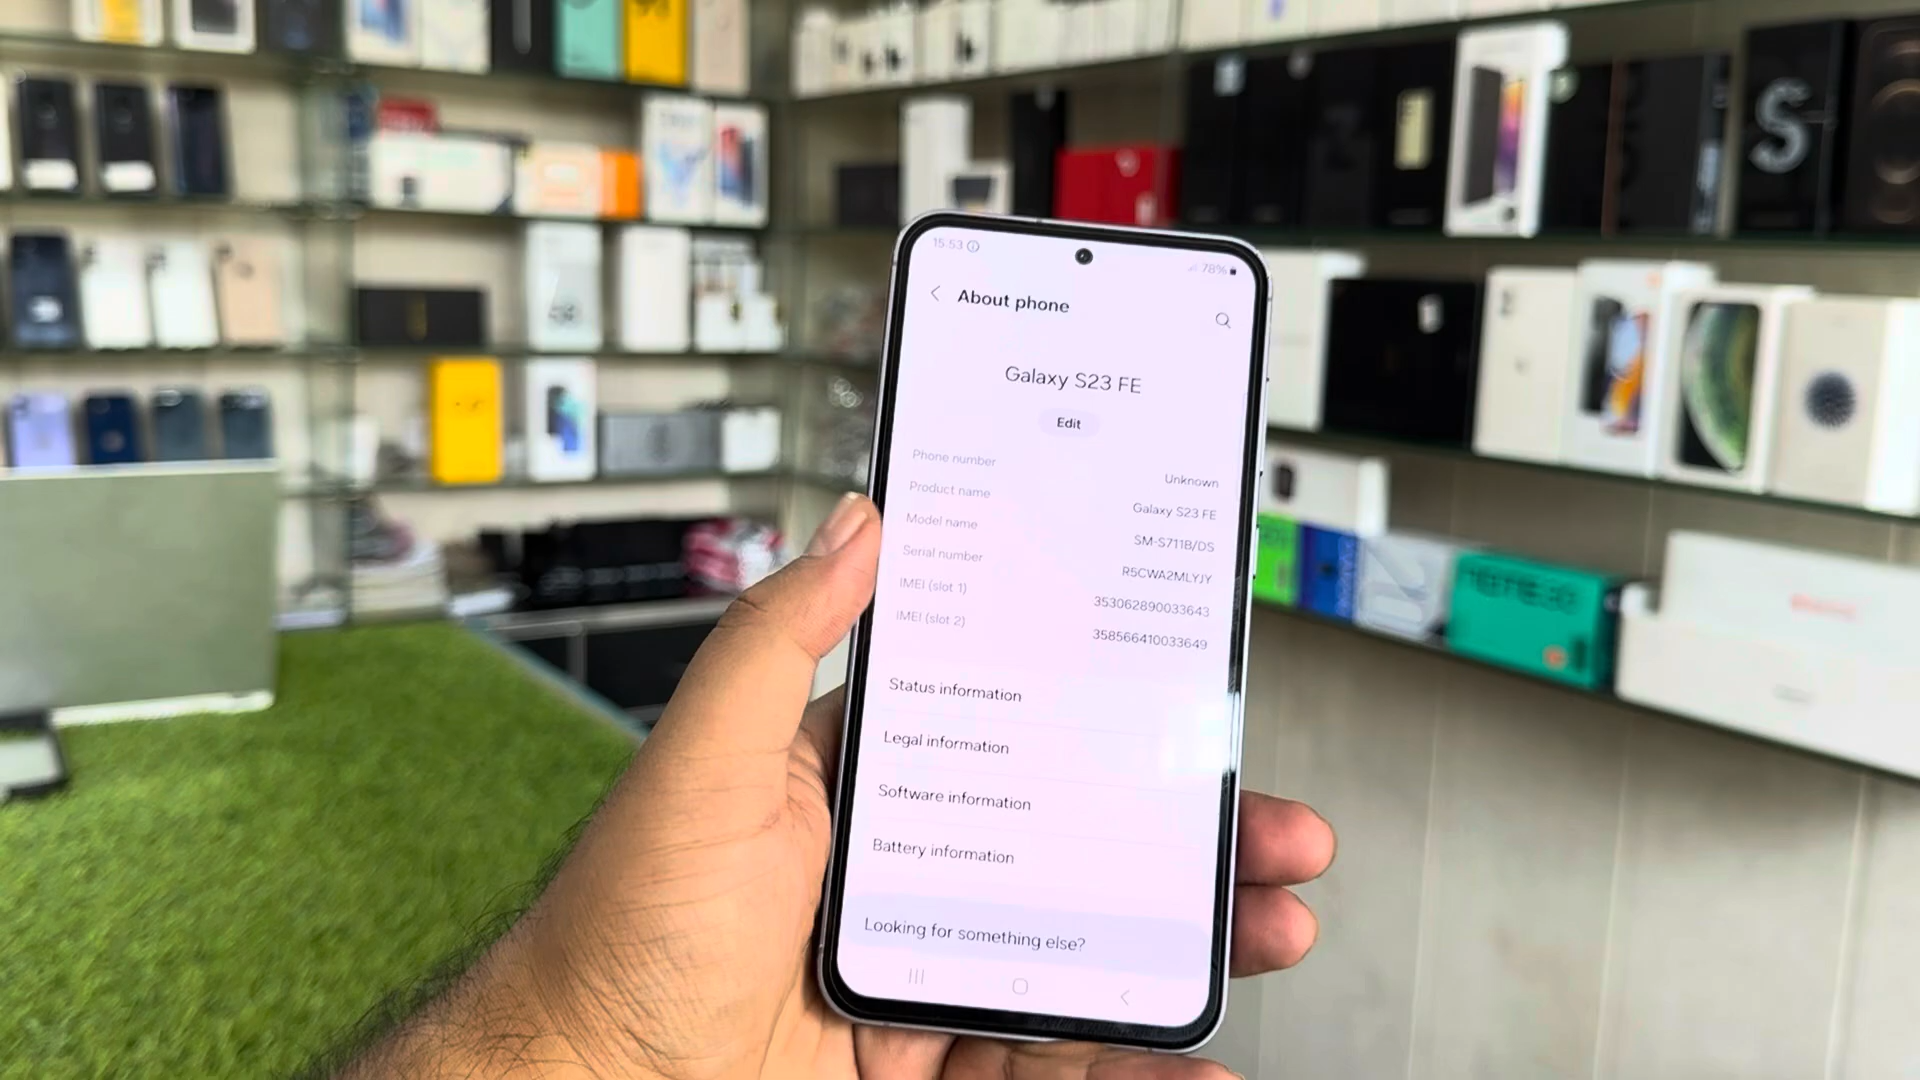 15:53
78%
About phone
Galaxy S23 FE
Edit
Phone number
Unknown
Product name
Galaxy S23 FE
Model name
SM-S711B/DS
Serial number
R5CWA2MLYJY
IMEI (slot 1)
353062890033643
IMEI (slot 2)
358566410033649
Status information
Legal information
Software information
Battery information
Looking for something else?
S